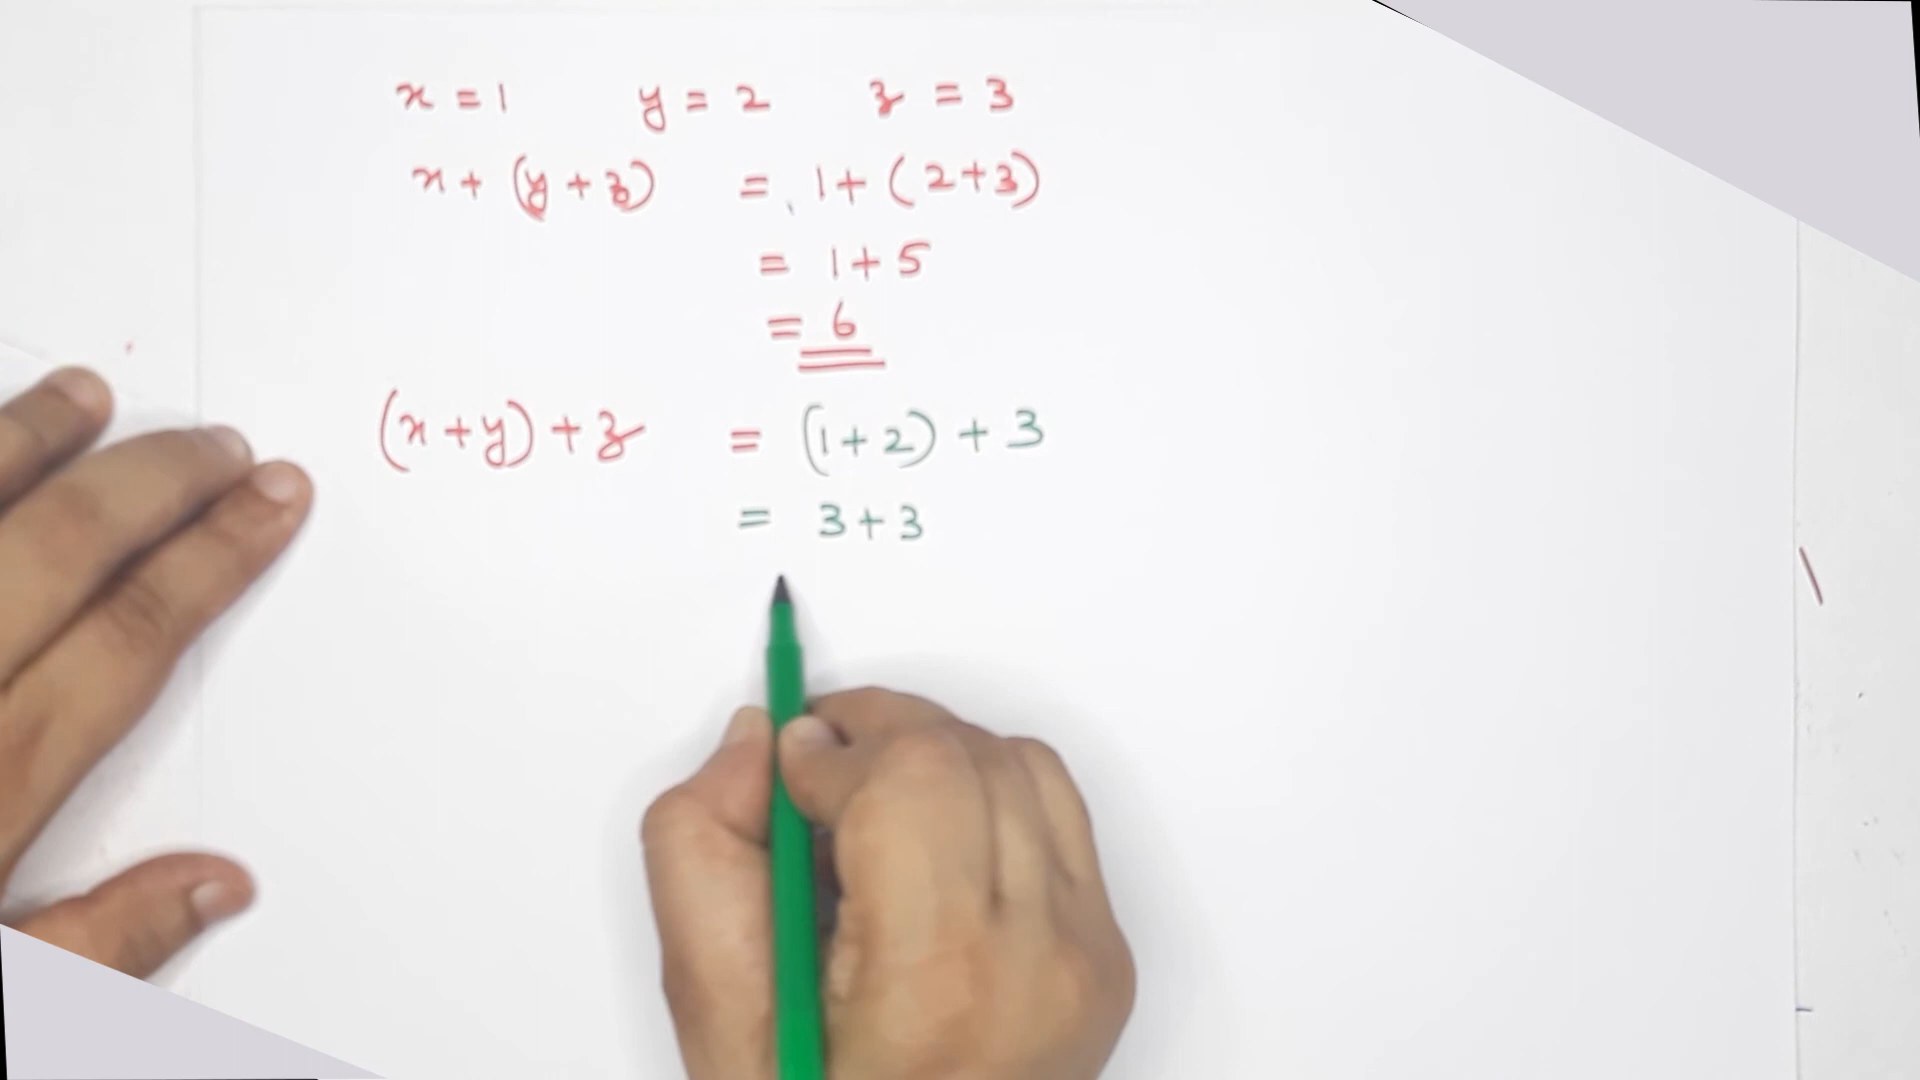 x = 1 y = 2 z = 3
x + (y + z) = 1 + (2+3)
= 1 + 5
= 6
(x + y) + z = (1+2) + 3
= 3 + 3